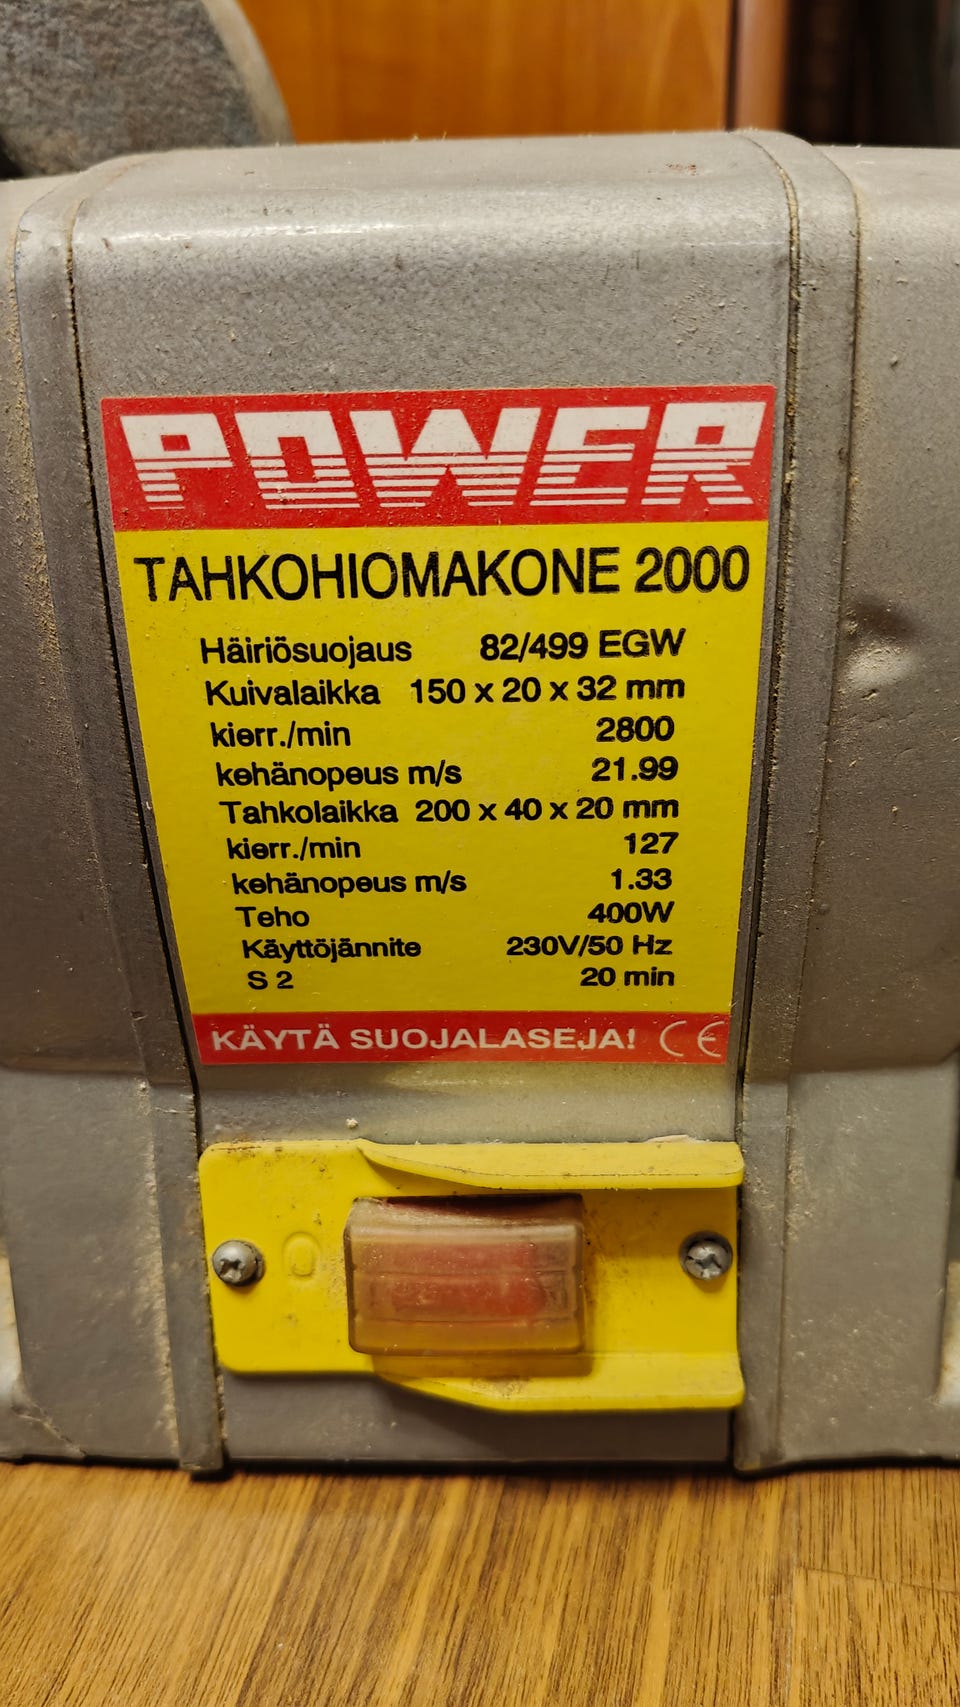 POWER
TAHKOHIOMAKONE 2000
Häiriösuojaus 82/499 EGW
Kuivalaikka 150 x 20 x 32 mm
kierr./min 2800
kehänopeus m/s 21.99
Tahkolaikka 200 x 40 x 20 mm
kierr./min 127
kehänopeus m/s 1.33
Teho 400W
Käyttöjännite 230V/50 Hz
S 2 20 min
KÄYTÄ SUOJALASEJA! CE
O